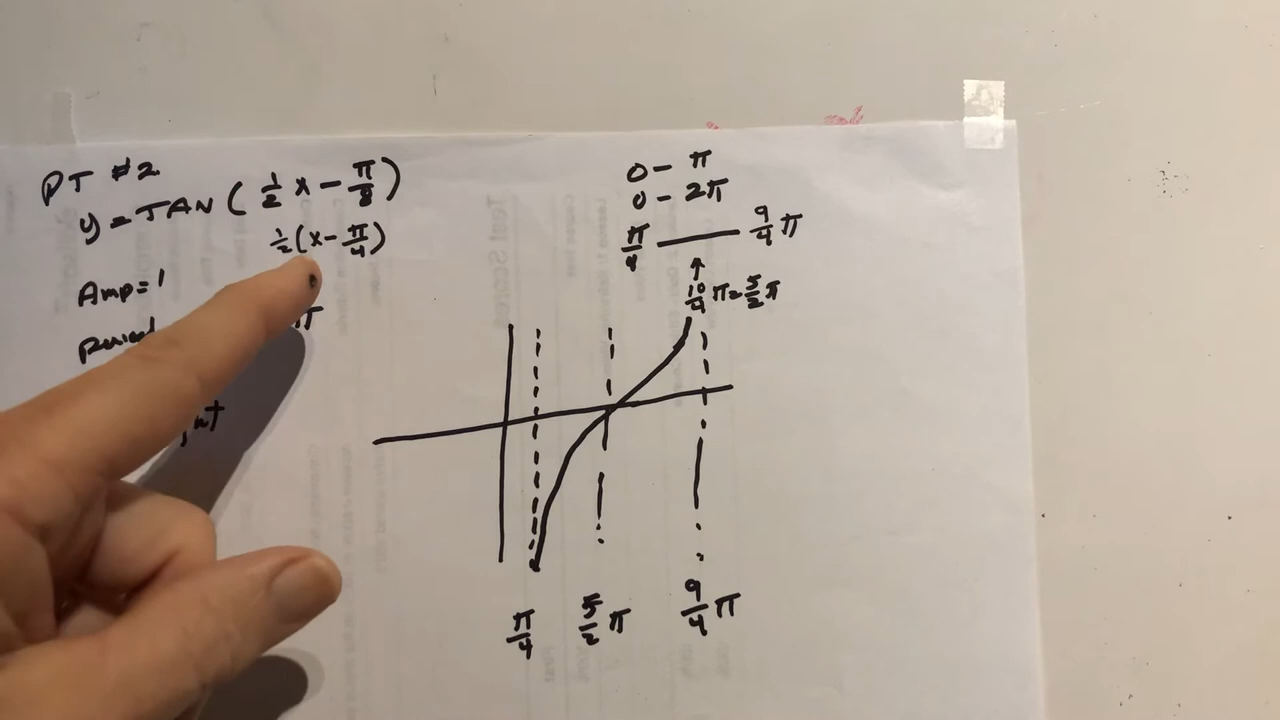 PT #2
y = TAN ( 1/2 x - π/8 )
1/2 ( x - π/4 )
Amp = 1
0 - π
0 - 2π
π/4 — 9/4 π
↑
10/4 π = 5/2 π
π/4 5/2 π 9/4 π